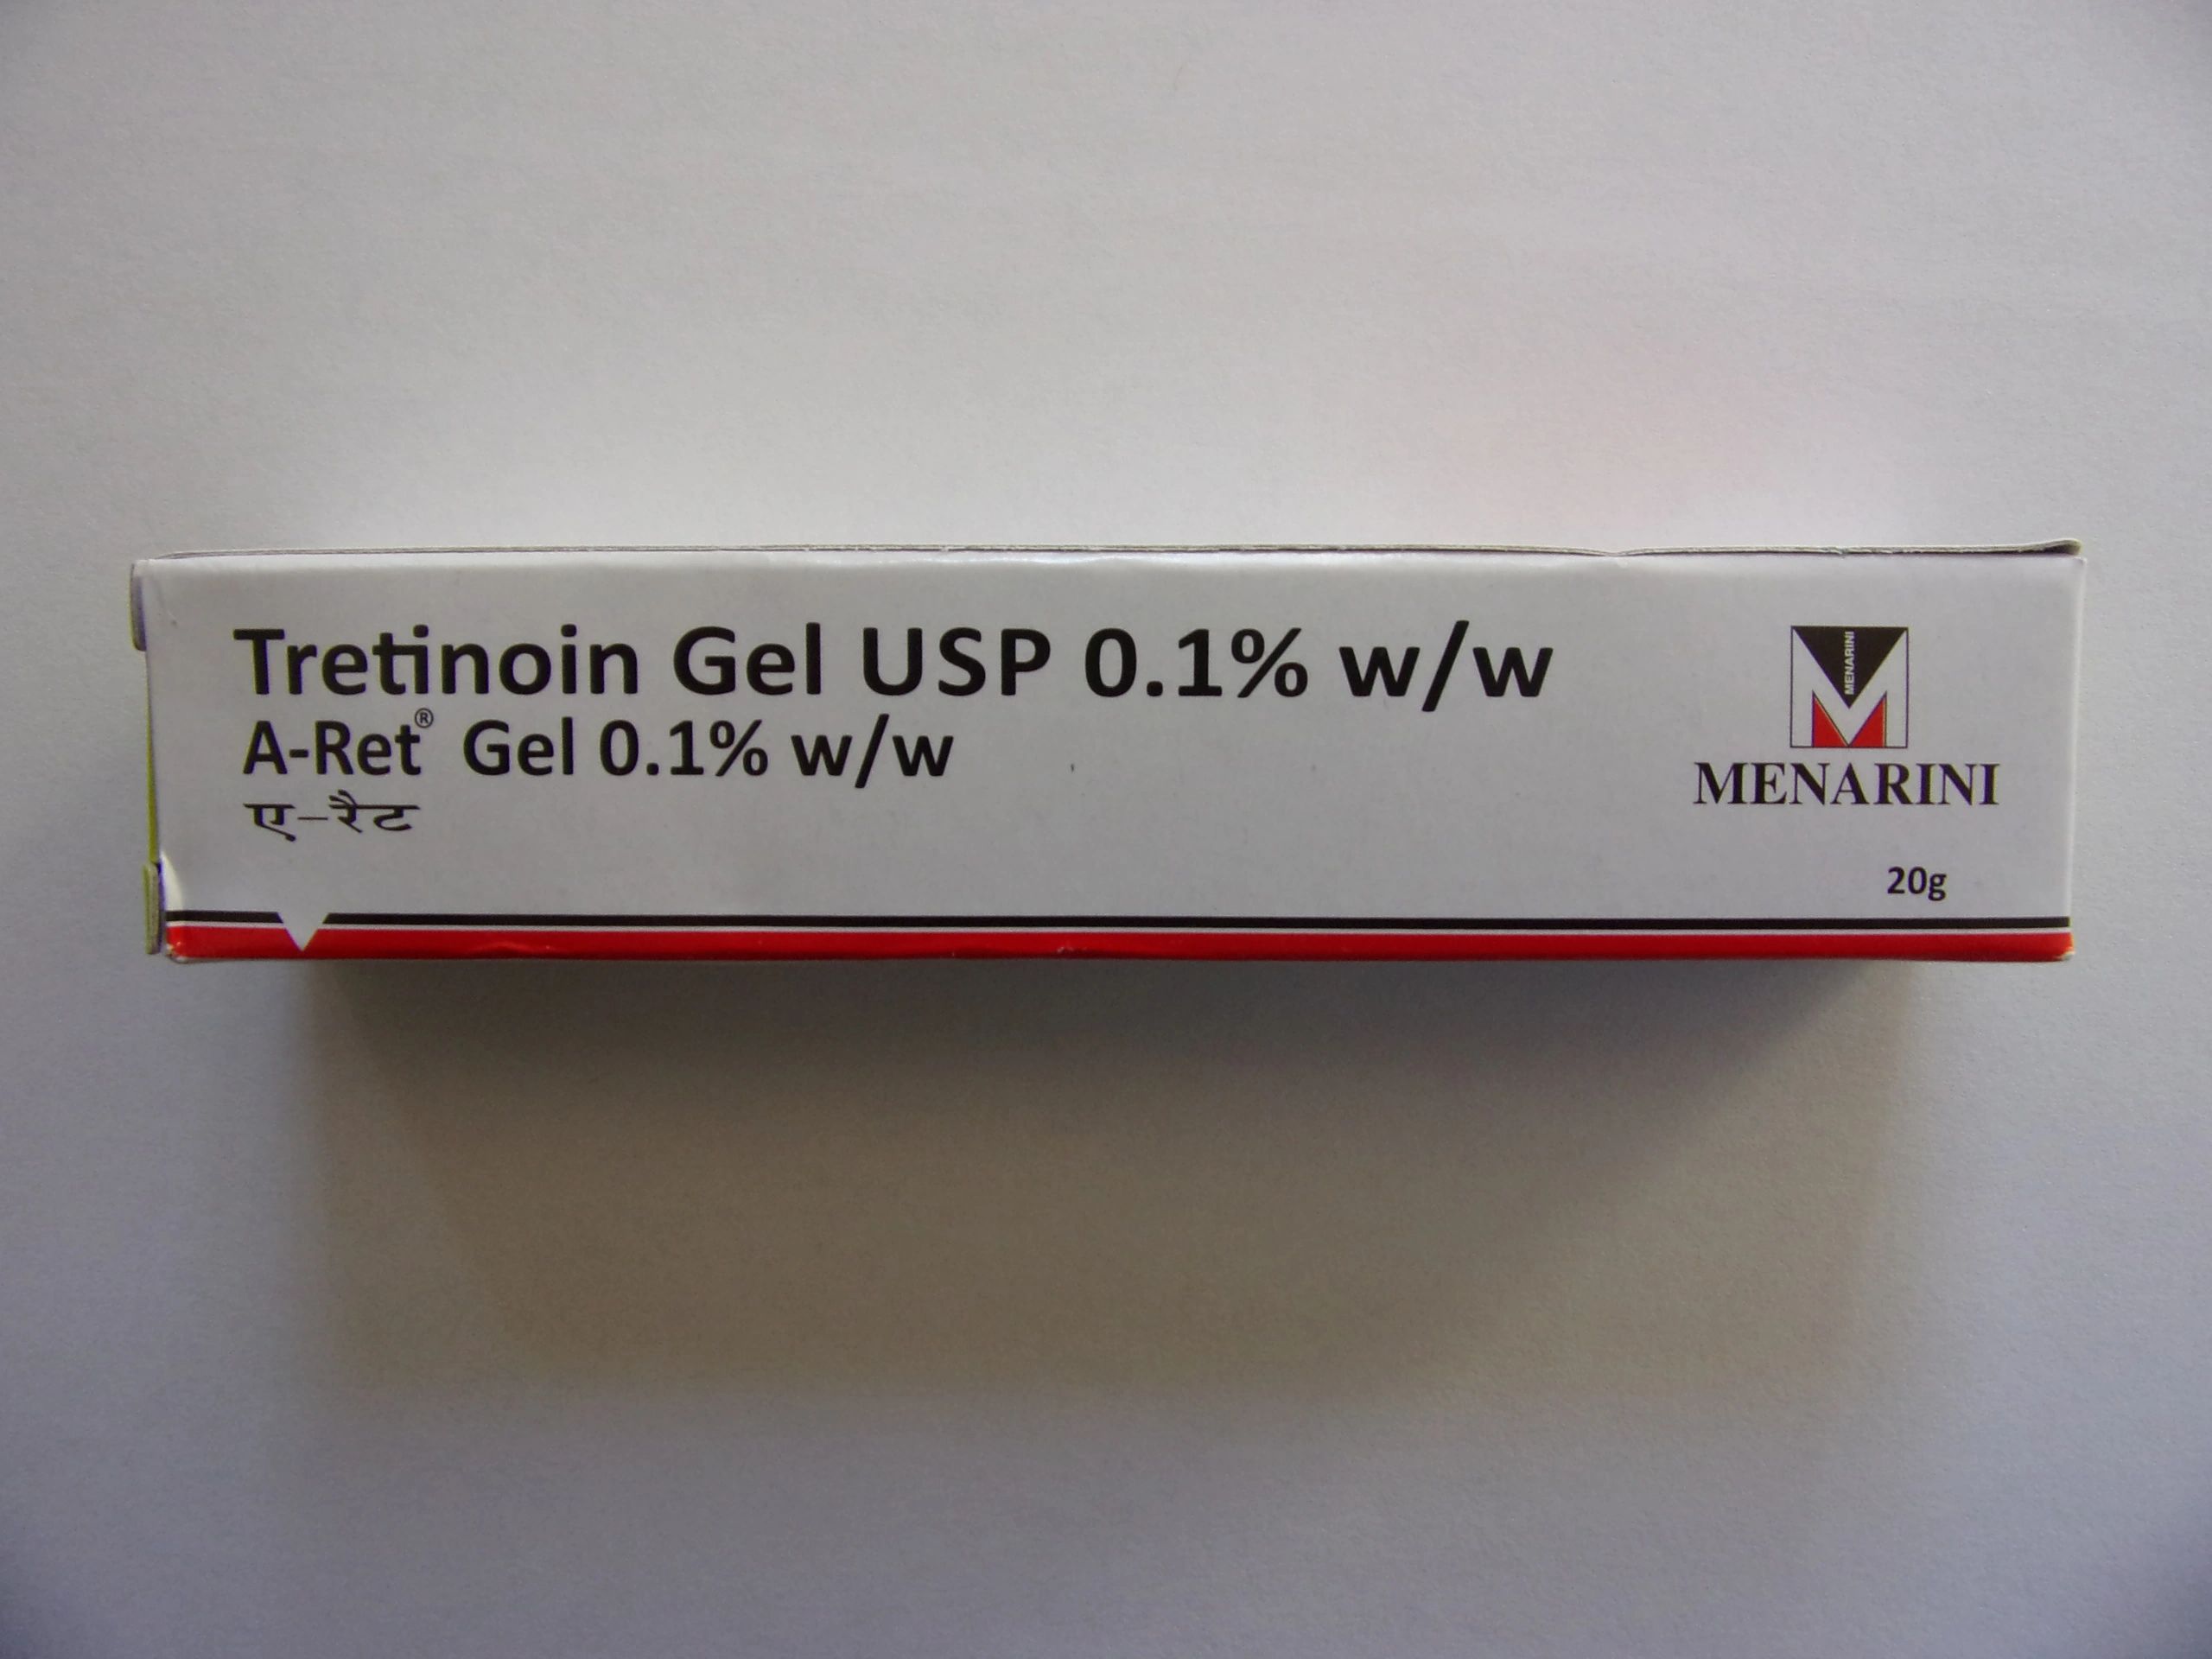 Tretinoin Gel USP 0.1% w/w
A-Ret® Gel 0.1% w/w
ए-रैट
MENARINI
MENARINI
20g